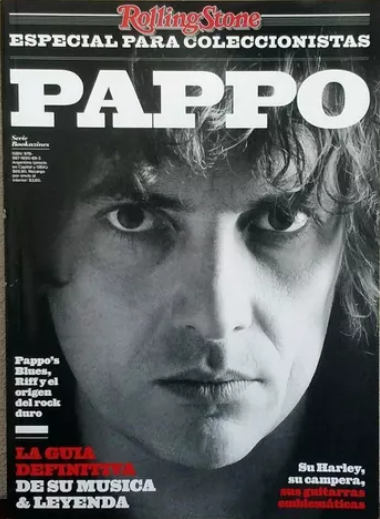 Rolling Stone
ESPECIAL PARA COLECCIONISTAS
PAPPO
Serie
Bookazines
Pappo's
Blues,
Riff y el
origen
del rock
duro
LA GUIA
DEFINITIVA
DE SU MUSICA
& LEYENDA
Su Harley,
su campera,
sus guitarras
emblemáticas